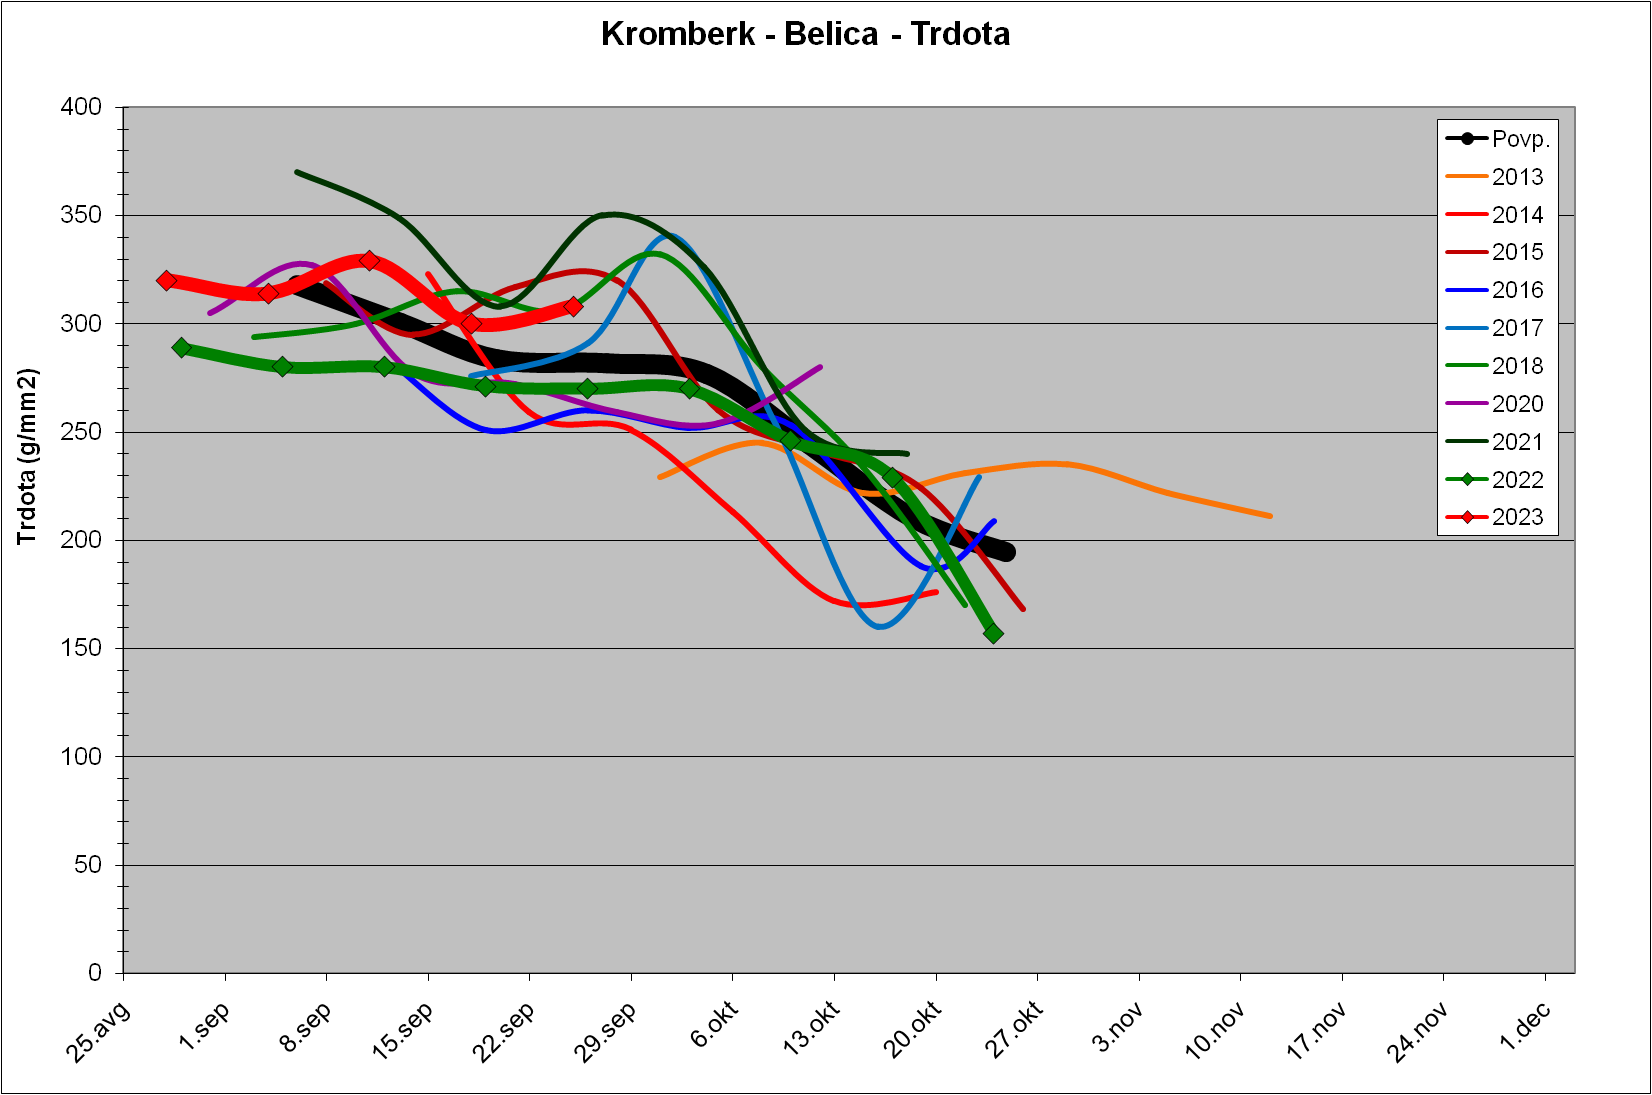 Kromberk - Belica - Trdota
Trdota (g/mm2)
400
350
300
250
200
150
100
50
0
25.avg
1.sep
8.sep
15.sep
22.sep
29.sep
6.okt
13.okt
20.okt
27.okt
3.nov
10.nov
17.nov
24.nov
1.dec
Povp.
2013
2014
2015
2016
2017
2018
2020
2021
2022
2023